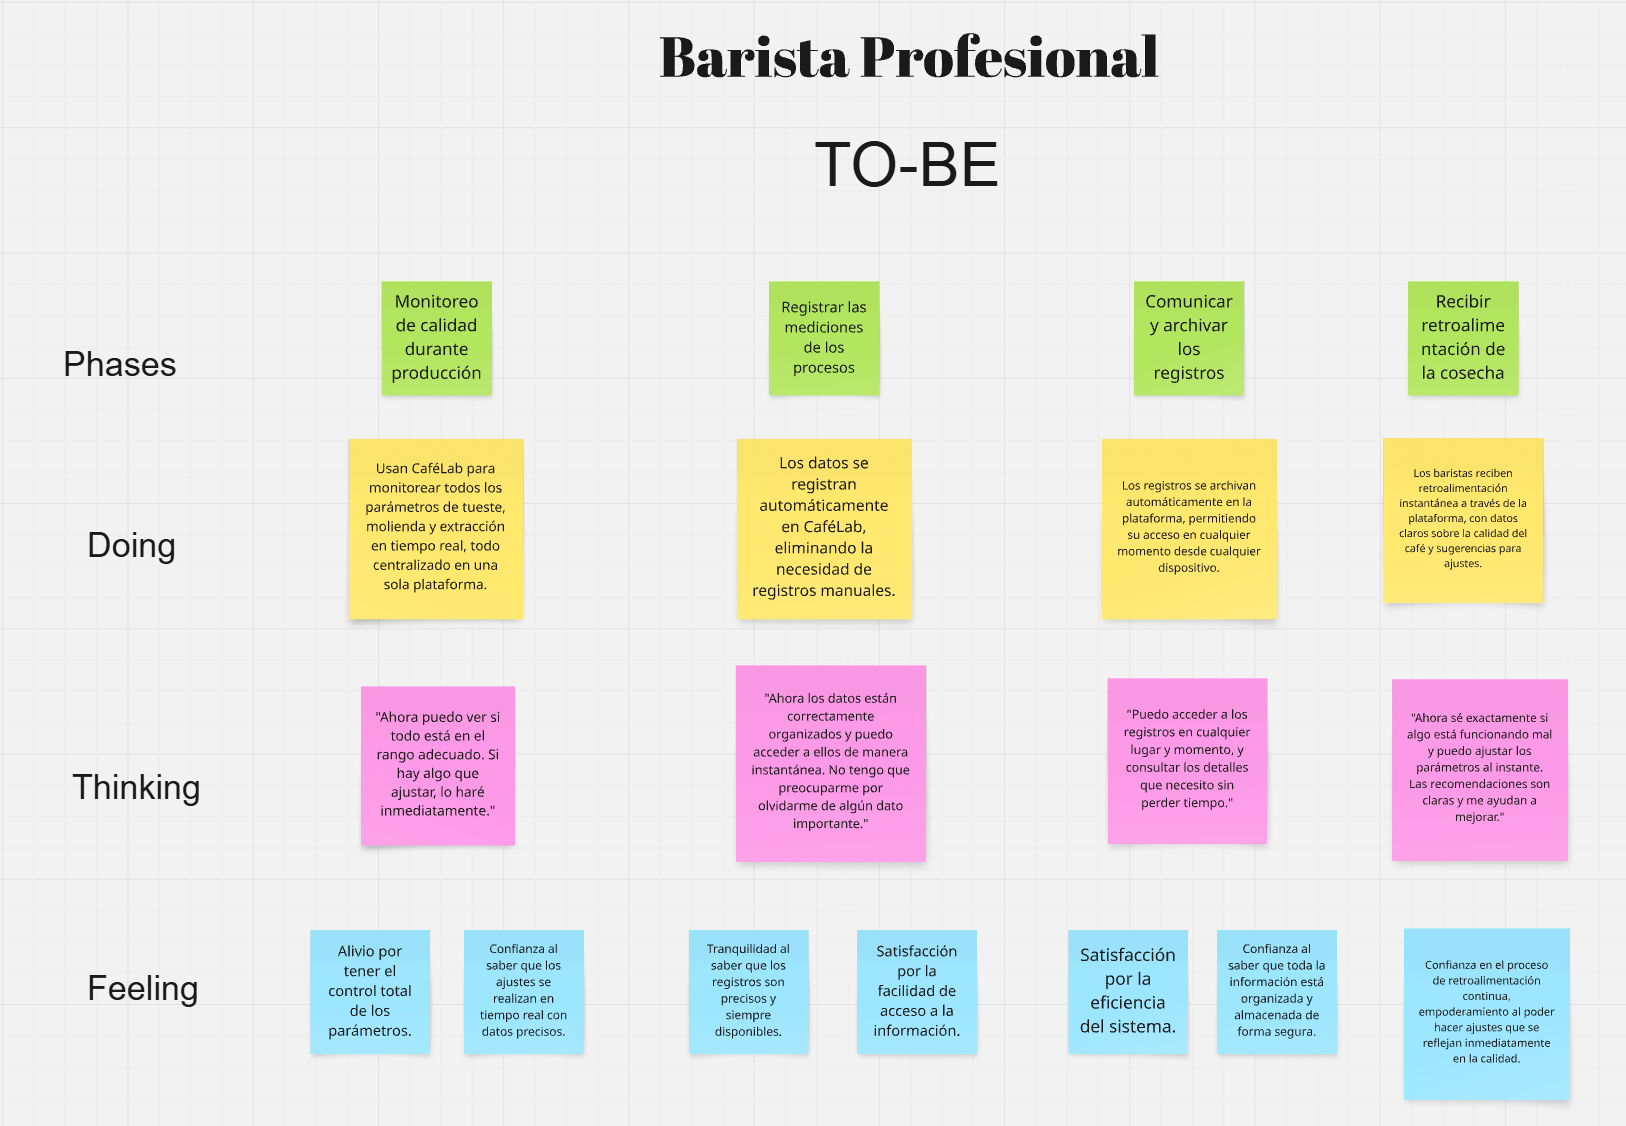 Barista Profesional
TO-BE
Phases
Monitoreo
de calidad
durante
producción
Registrar las
mediciones
de los
procesos
Comunicar
y archivar
los
registros
Recibir
retroalime
ntación de
la cosecha
Doing
Usan CaféLab para
monitorear todos los
parámetros de tueste,
molienda y extracción
en tiempo real, todo
centralizado en una
sola plataforma.
Los datos se
registran
automáticamente
en CaféLab,
eliminando la
necesidad de
registros manuales.
Los registros se archivan
automáticamente en la
plataforma, permitiendo
su acceso en cualquier
momento desde cualquier
dispositivo.
Los baristas reciben
retroalimentación
instantánea a través de la
plataforma, con datos
claros sobre la calidad del
café y sugerencias para
ajustes.
Thinking
"Ahora puedo ver si
todo está en el
rango adecuado. Si
hay algo que
ajustar, lo haré
inmediatamente."
"Ahora los datos están
correctamente
organizados y puedo
acceder a ellos de manera
instantánea. No tengo que
preocuparme por
olvidarme de algún dato
importante."
"Puedo acceder a los
registros en cualquier
lugar y momento, y
consultar los detalles
que necesito sin
perder tiempo."
"Ahora sé exactamente si
algo está funcionando mal
y puedo ajustar los
parámetros al instante.
Las recomendaciones son
claras y me ayudan a
mejorar."
Feeling
Alivio por
tener el
control total
de los
parámetros.
Confianza al
saber que los
ajustes se
realizan en
tiempo real con
datos precisos.
Tranquilidad al
saber que los
registros son
precisos y
siempre
disponibles.
Satisfacción
por la
facilidad de
acceso a la
información.
Satisfacción
por la
eficiencia
del sistema.
Confianza al
saber que toda la
información está
organizada y
almacenada de
forma segura.
Confianza en el proceso
de retroalimentación
continua,
empoderamiento al poder
hacer ajustes que se
reflejan inmediatamente
en la calidad.